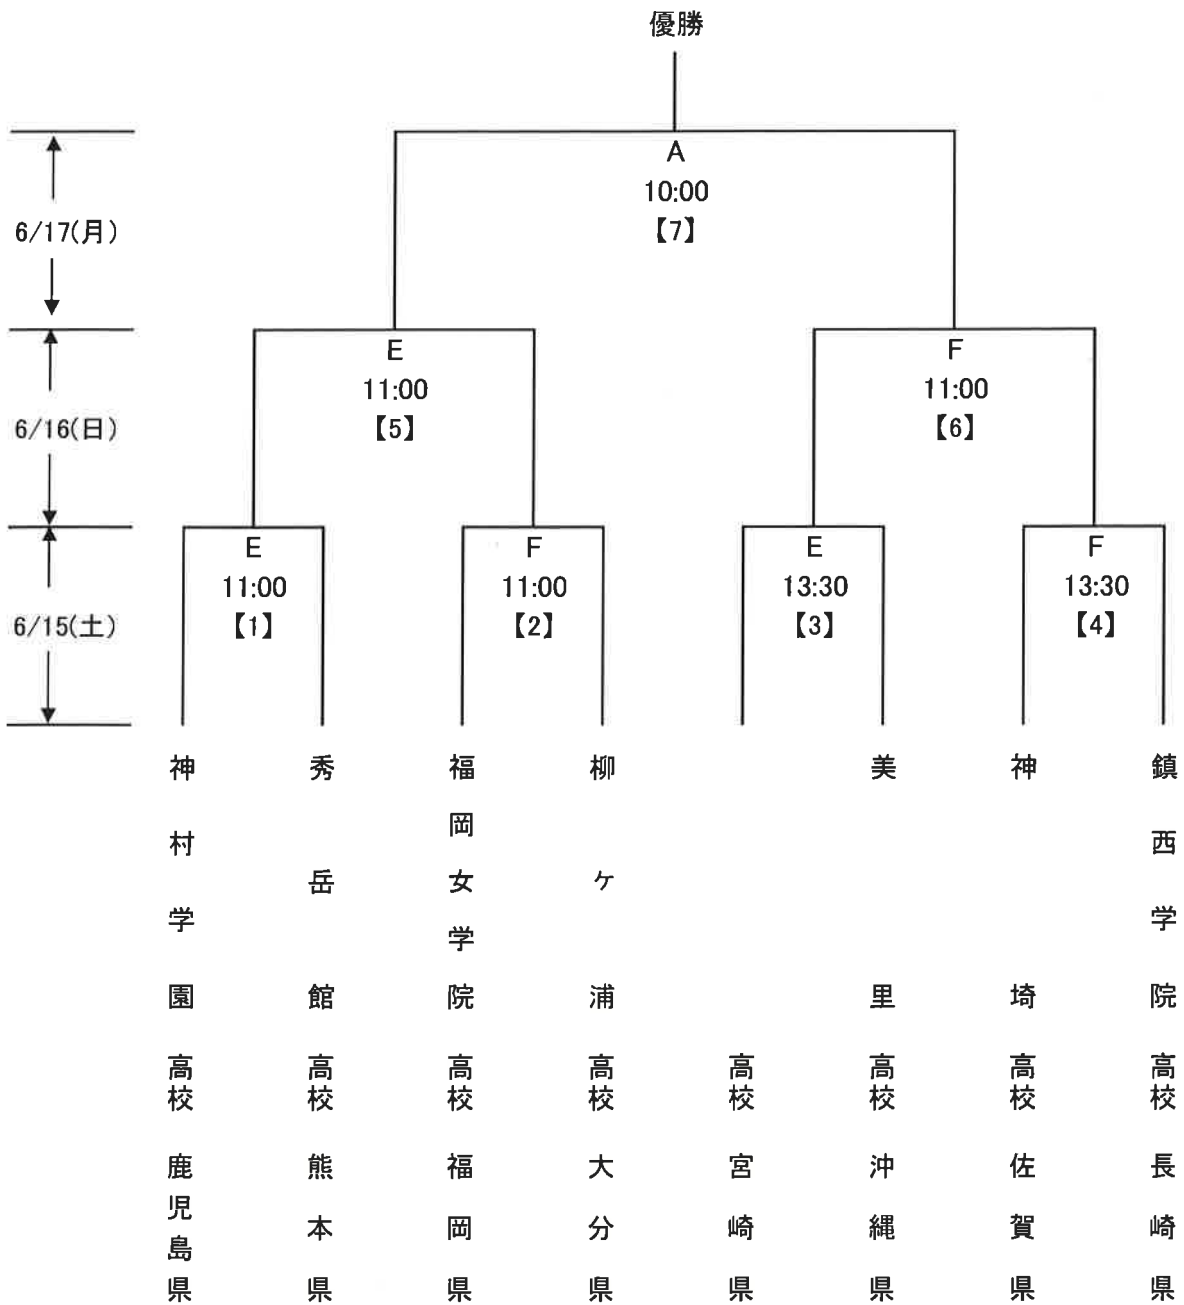 優勝
A
10:00
【7】
6/17(月)
E
11:00
【5】
F
11:00
【6】
6/16(日)
E
11:00
【1】
F
11:00
【2】
E
13:30
【3】
F
13:30
【4】
6/15(土)
神村学園高校鹿児島県
秀岳館高校熊本県
福岡女学院高校福岡県
柳ケ浦高校大分県
高校宮崎県
美里高校沖縄県
神埼高校佐賀県
鎮西学院高校長崎県